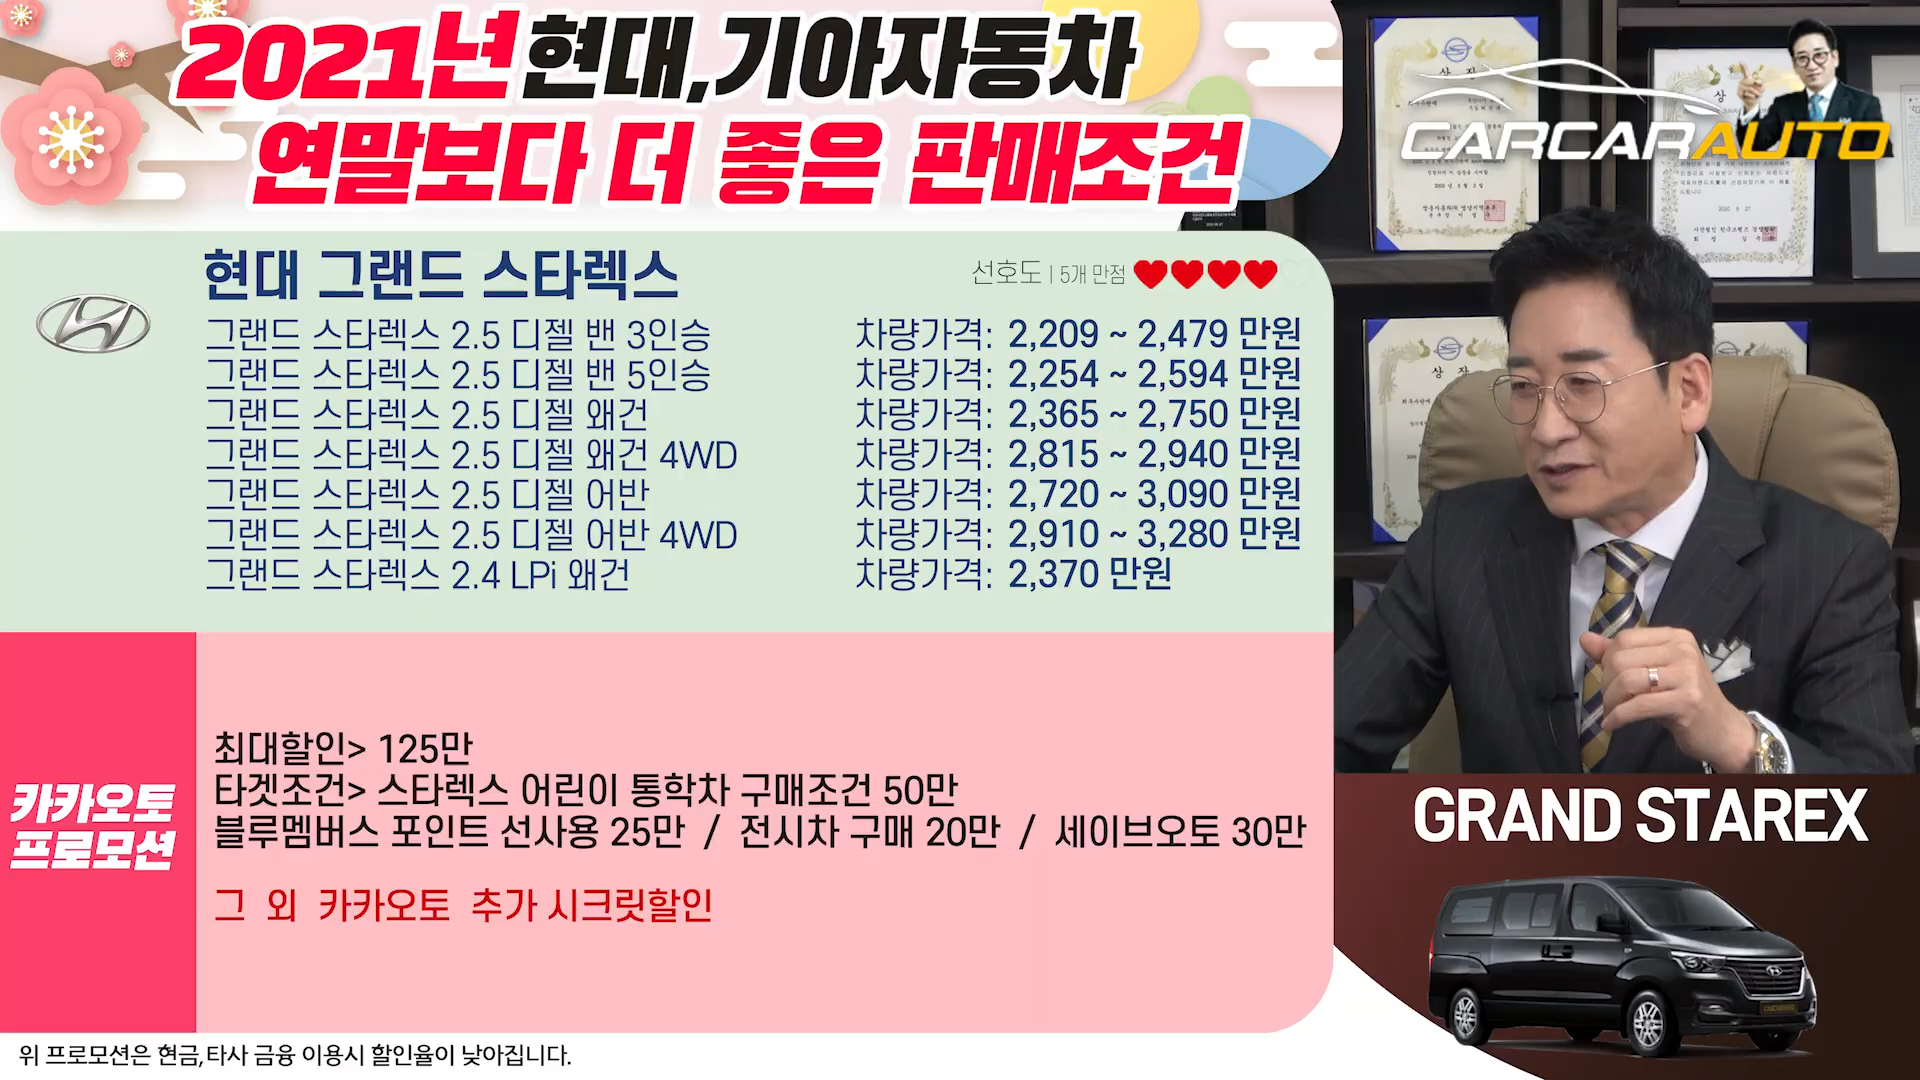 2021년 현대,기아자동차
연말보다 더 좋은 판매조건
CARCARAUTO
현대 그랜드 스타렉스
선호도 | 5개 만점
그랜드 스타렉스 2.5 디젤 밴 3인승 차량가격: 2,209 ~ 2,479 만원
그랜드 스타렉스 2.5 디젤 밴 5인승 차량가격: 2,254 ~ 2,594 만원
그랜드 스타렉스 2.5 디젤 왜건 차량가격: 2,365 ~ 2,750 만원
그랜드 스타렉스 2.5 디젤 왜건 4WD 차량가격: 2,815 ~ 2,940 만원
그랜드 스타렉스 2.5 디젤 어반 차량가격: 2,720 ~ 3,090 만원
그랜드 스타렉스 2.5 디젤 어반 4WD 차량가격: 2,910 ~ 3,280 만원
그랜드 스타렉스 2.4 LPi 왜건 차량가격: 2,370 만원
카카오토
프로모션
최대할인> 125만
타겟조건> 스타렉스 어린이 통학차 구매조건 50만
블루멤버스 포인트 선사용 25만 / 전시차 구매 20만 / 세이브오토 30만
그 외 카카오토 추가 시크릿할인
GRAND STAREX
위 프로모션은 현금,타사 금융 이용시 할인율이 낮아집니다.
상 장
상
상 장